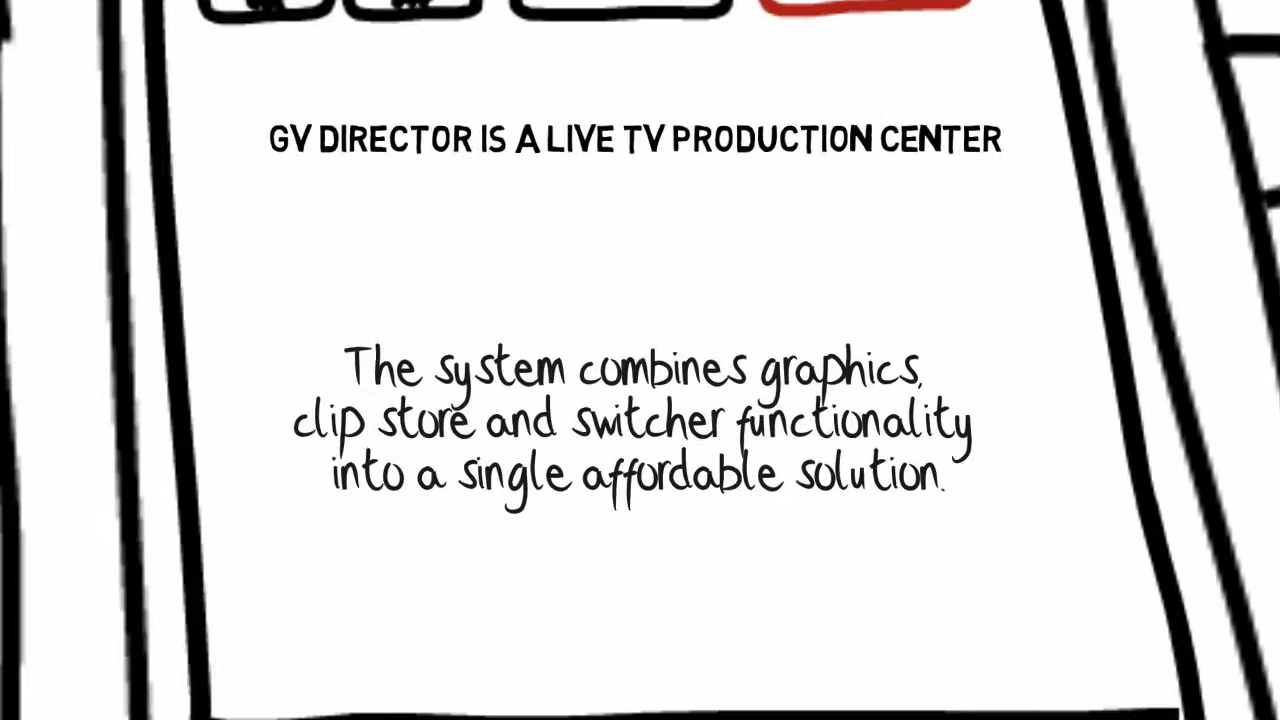 GV DIRECTOR IS A LIVE TV PRODUCTION CENTER
The system combines graphics,
clip store and switcher functionality
into a single affordable solution.